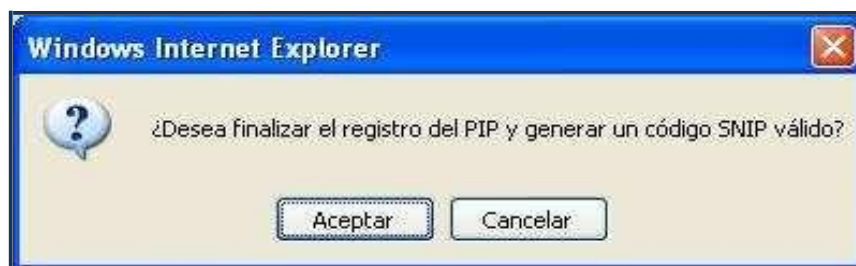 Windows Internet Explorer
¿Desea finalizar el registro del PIP y generar un código SNIP válido?
Aceptar Cancelar